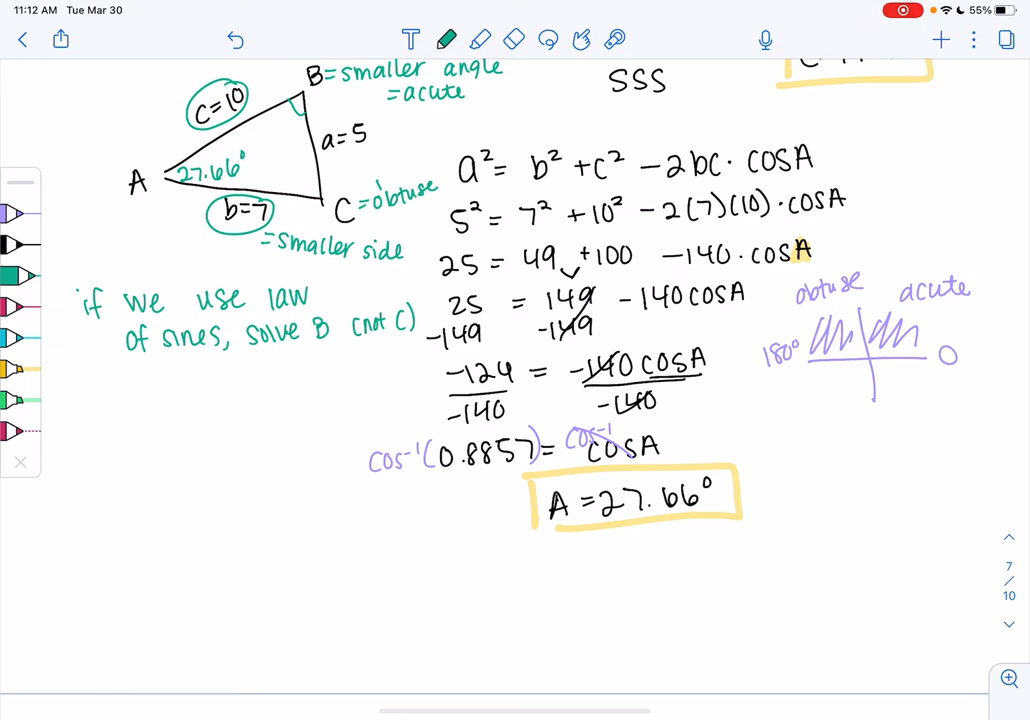 11:12 AM Tue Mar 30
55%
T
B=smaller angle
=acute
SSS
C=10
a=5
A
27.66°
b=7
C =obtuse
=smaller side
a² = b² + c² - 2bc · COSA
5² = 7² + 10² - 2(7)(10) · COSA
25 = 49 + 100 - 140 · COSA
if we use law
of sines, solve B (not C)
25 = 149 - 140 COSA
-149 -149
obtuse acute
180° 0
-124 = -140 COSA
-140 -140
cos⁻¹(0.8857) = cos⁻¹ COSA
A = 27.66°
7
10